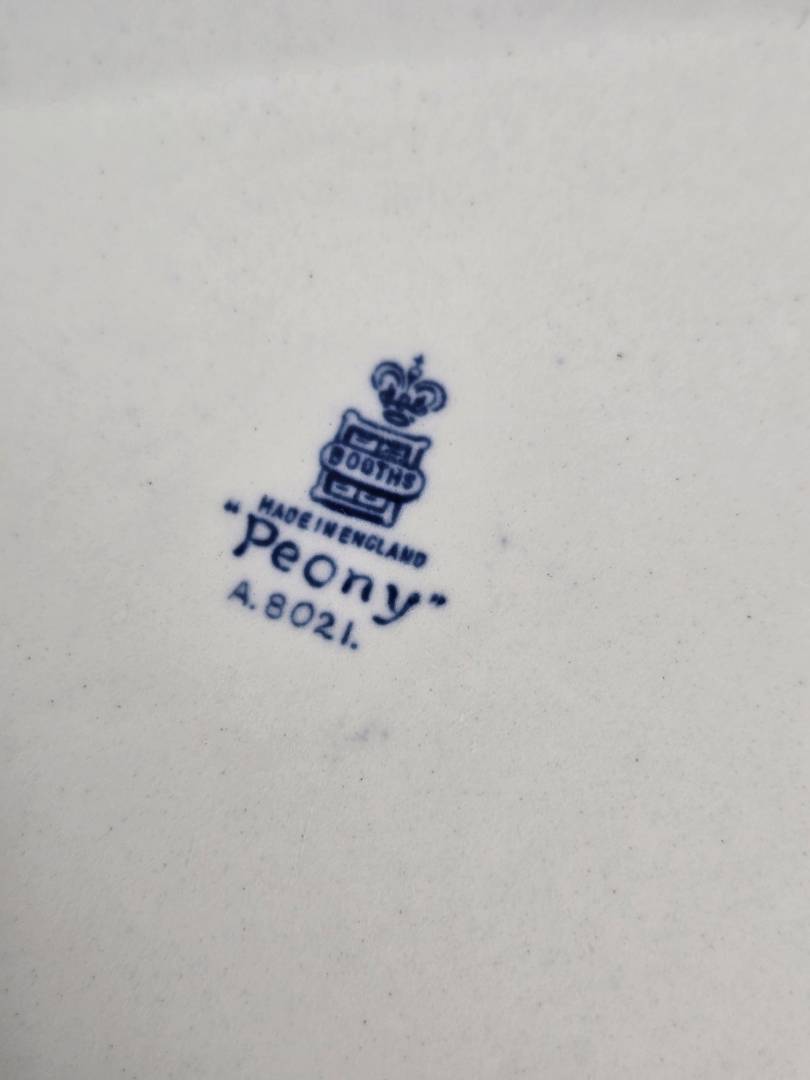 BOOTHS
MADE IN ENGLAND
"Peony"
A.8021.